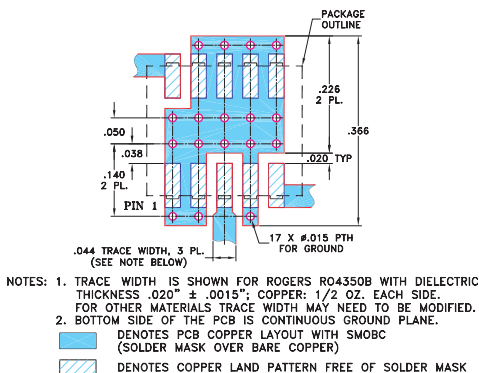 PACKAGE
OUTLINE
.226
2 PL.
.366
.050
.038
.020 TYP
.140
2 PL.
PIN 1
17 X ø.015 PTH
FOR GROUND
.044 TRACE WIDTH, 3 PL.
(SEE NOTE BELOW)
NOTES: 1. TRACE WIDTH IS SHOWN FOR ROGERS RO4350B WITH DIELECTRIC
THICKNESS .020" ± .0015"; COPPER: 1/2 OZ. EACH SIDE.
FOR OTHER MATERIALS TRACE WIDTH MAY NEED TO BE MODIFIED.
2. BOTTOM SIDE OF THE PCB IS CONTINUOUS GROUND PLANE.
DENOTES PCB COPPER LAYOUT WITH SMOBC
(SOLDER MASK OVER BARE COPPER)
DENOTES COPPER LAND PATTERN FREE OF SOLDER MASK